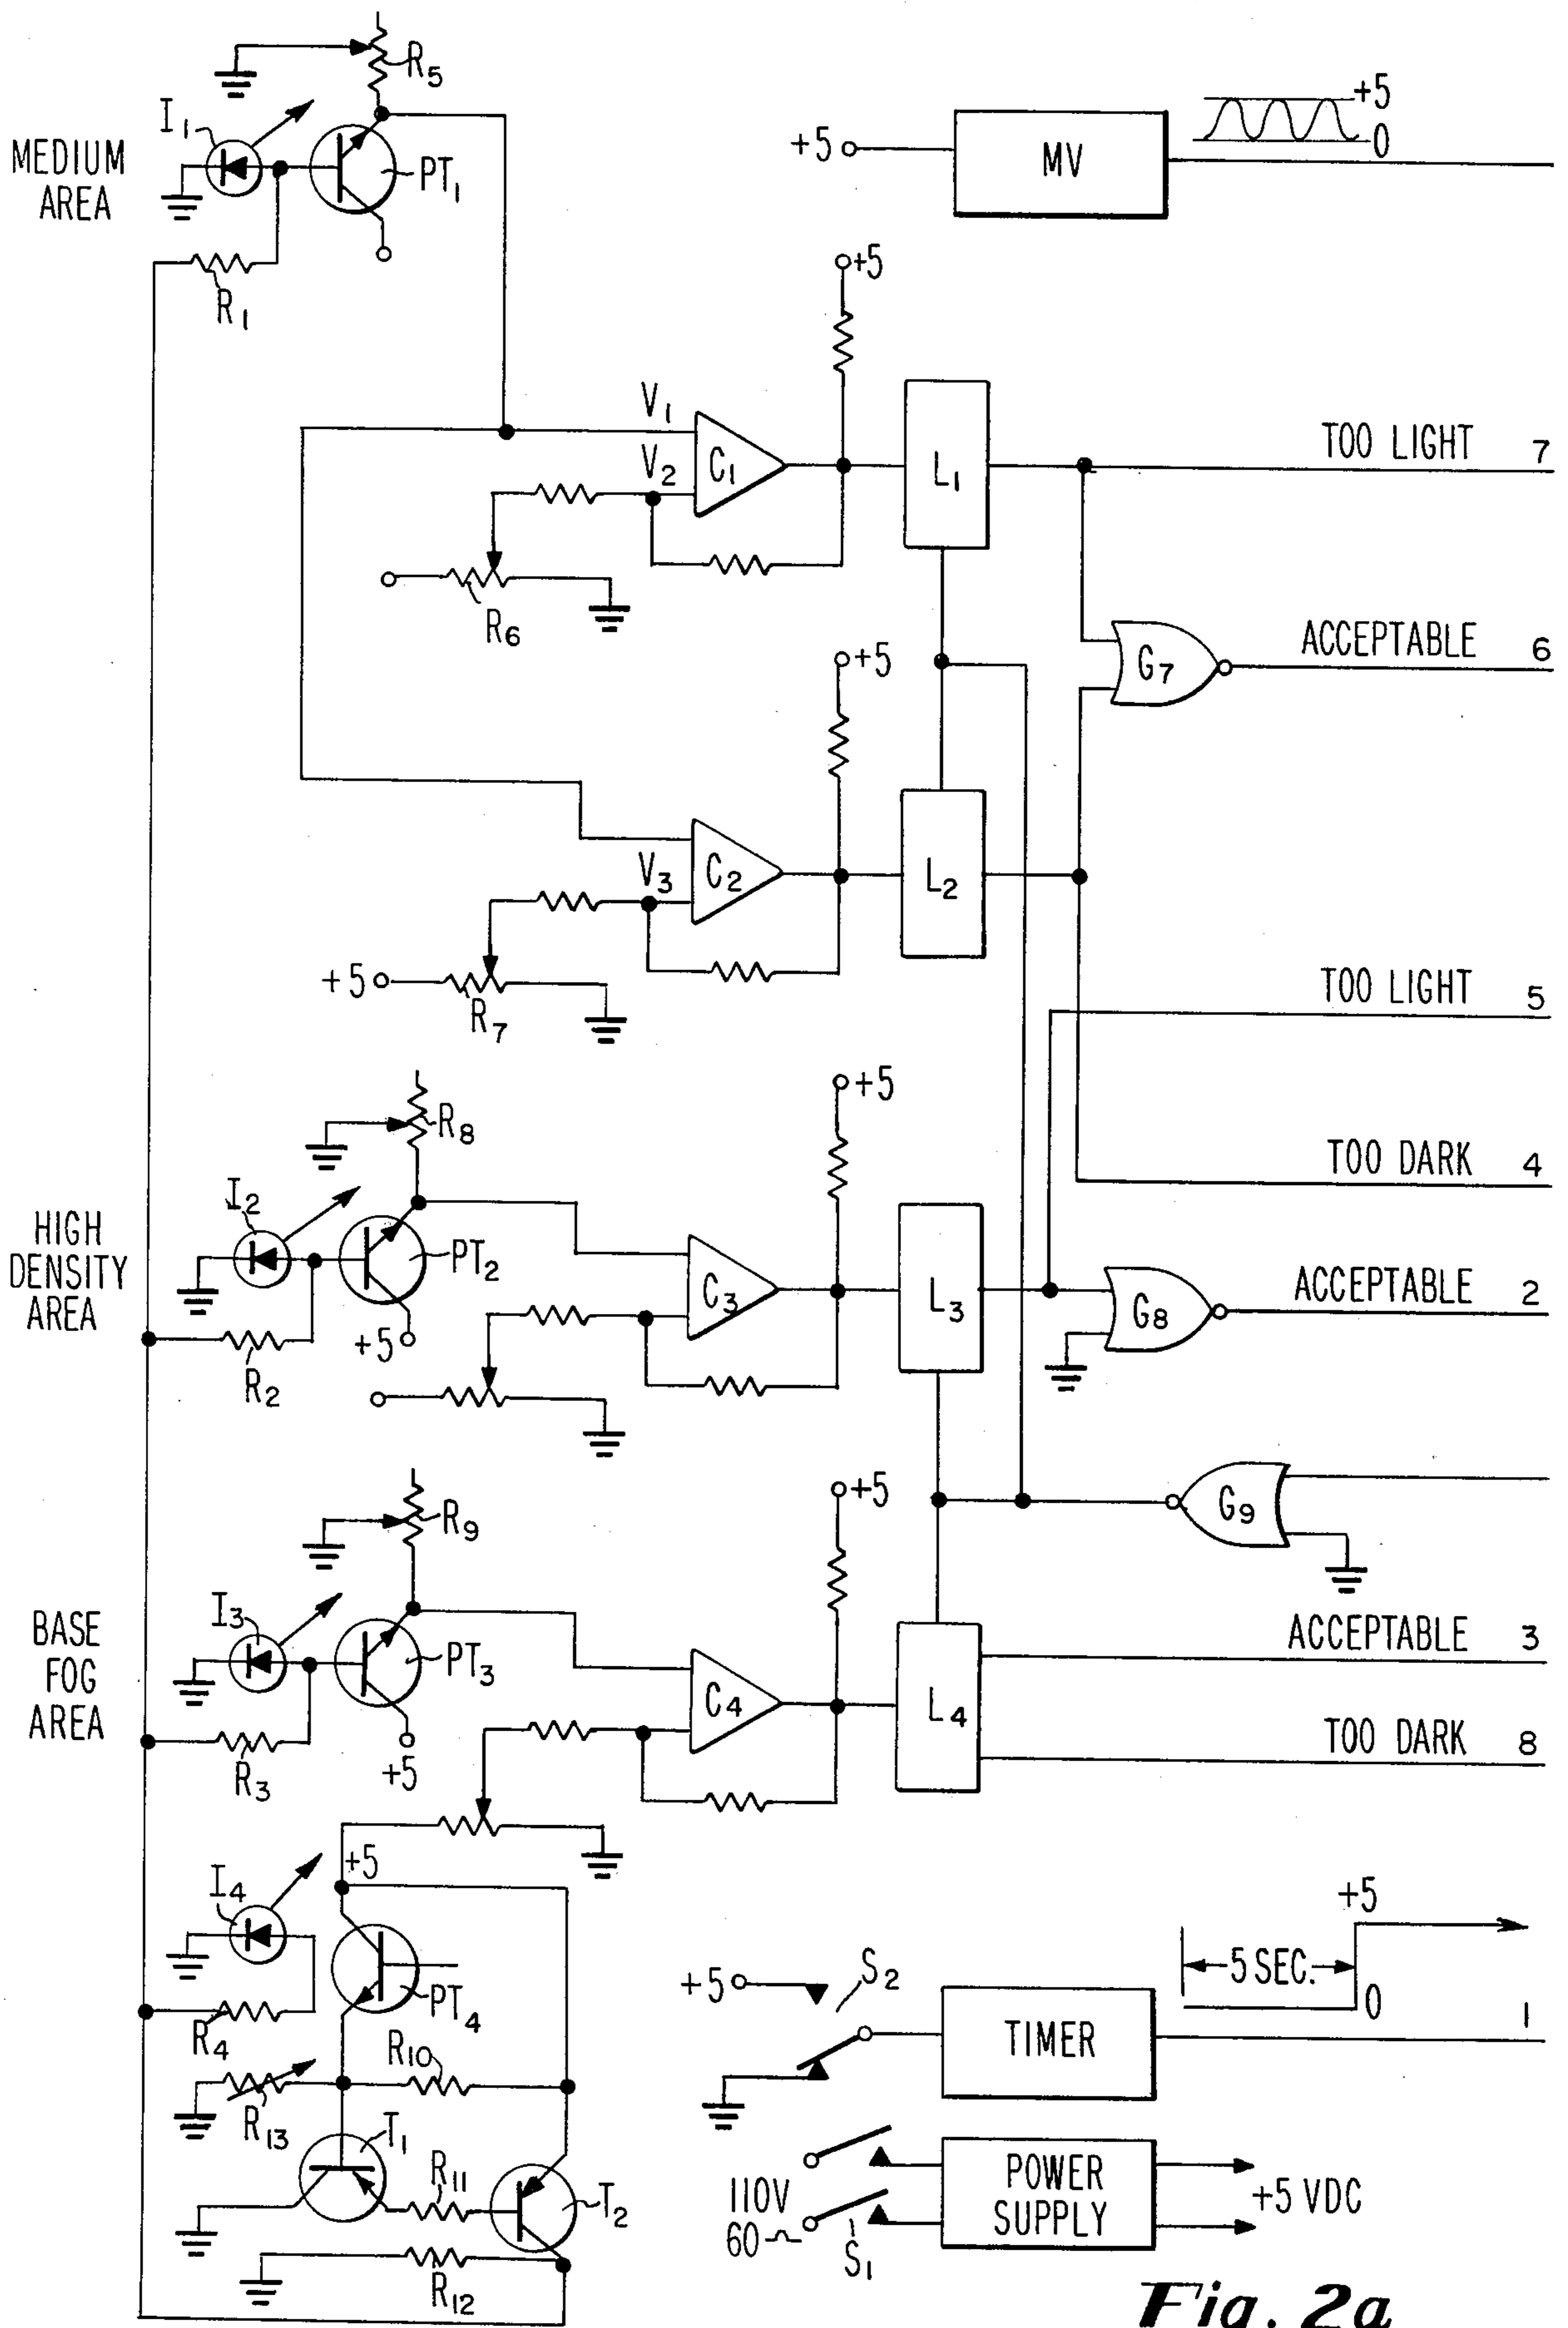 R5
I1
MEDIUM
AREA
PT1
R1
+5
MV
+5
0
+5
V1
V2
C1
L1
TOO LIGHT 7
R6
+5
G7
ACCEPTABLE 6
V3
C2
L2
+5
R7
TOO LIGHT 5
+5
R8
TOO DARK 4
I2
HIGH
DENSITY
AREA
PT2
R2
+5
C3
L3
G8
ACCEPTABLE 2
+5
R9
G9
I3
BASE
FOG
AREA
PT3
R3
+5
C4
L4
ACCEPTABLE 3
TOO DARK 8
+5
I4
PT4
R4
R10
R13
T1
R11
T2
R12
+5
S2
TIMER
+5
5 SEC.
0
1
110V
60
S1
POWER
SUPPLY
+5 VDC
Fig. 2a